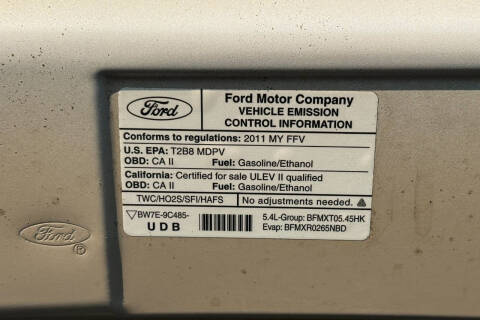 Ford
Ford Motor Company
VEHICLE EMISSION
CONTROL INFORMATION
Conforms to regulations: 2011 MY FFV
U.S. EPA: T2B8 MDPV
OBD: CA II Fuel: Gasoline/Ethanol
California: Certified for sale ULEV II qualified
OBD: CA II Fuel: Gasoline/Ethanol
TWC/HO2S/SFI/HAFS No adjustments needed.
BW7E-9C485-
UDB
5.4L-Group: BFMXT05.45HK
Evap: BFMXR0265NBD
Ford
®